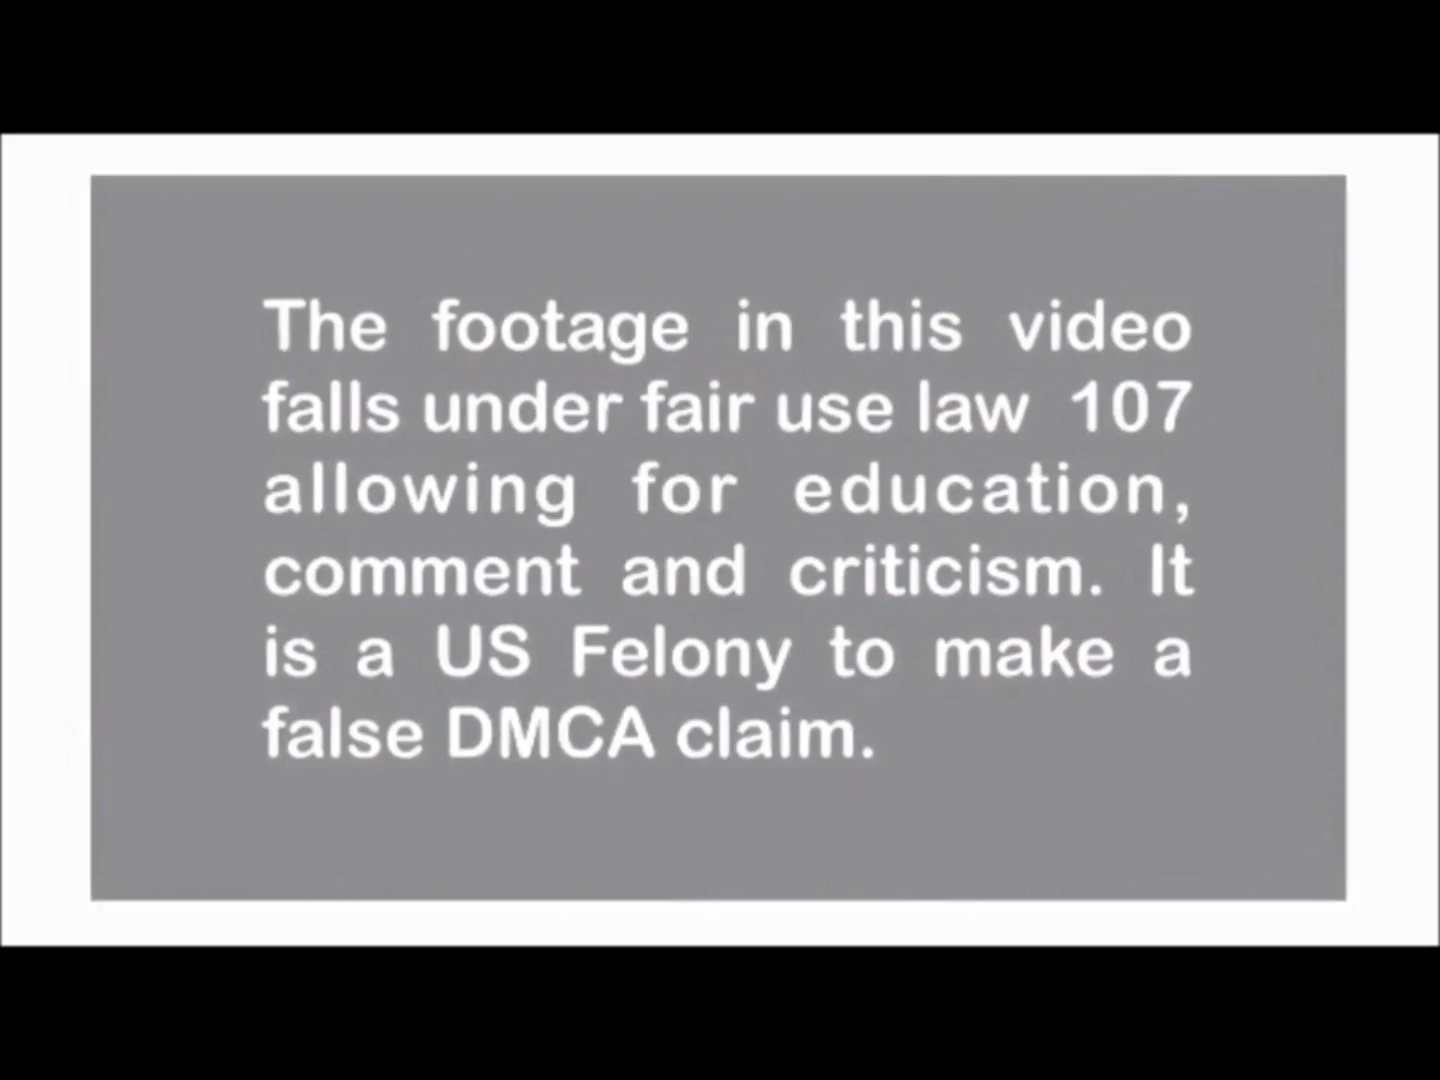 The footage in this video
falls under fair use law 107
allowing for education,
comment and criticism. It
is a US Felony to make a
false DMCA claim.